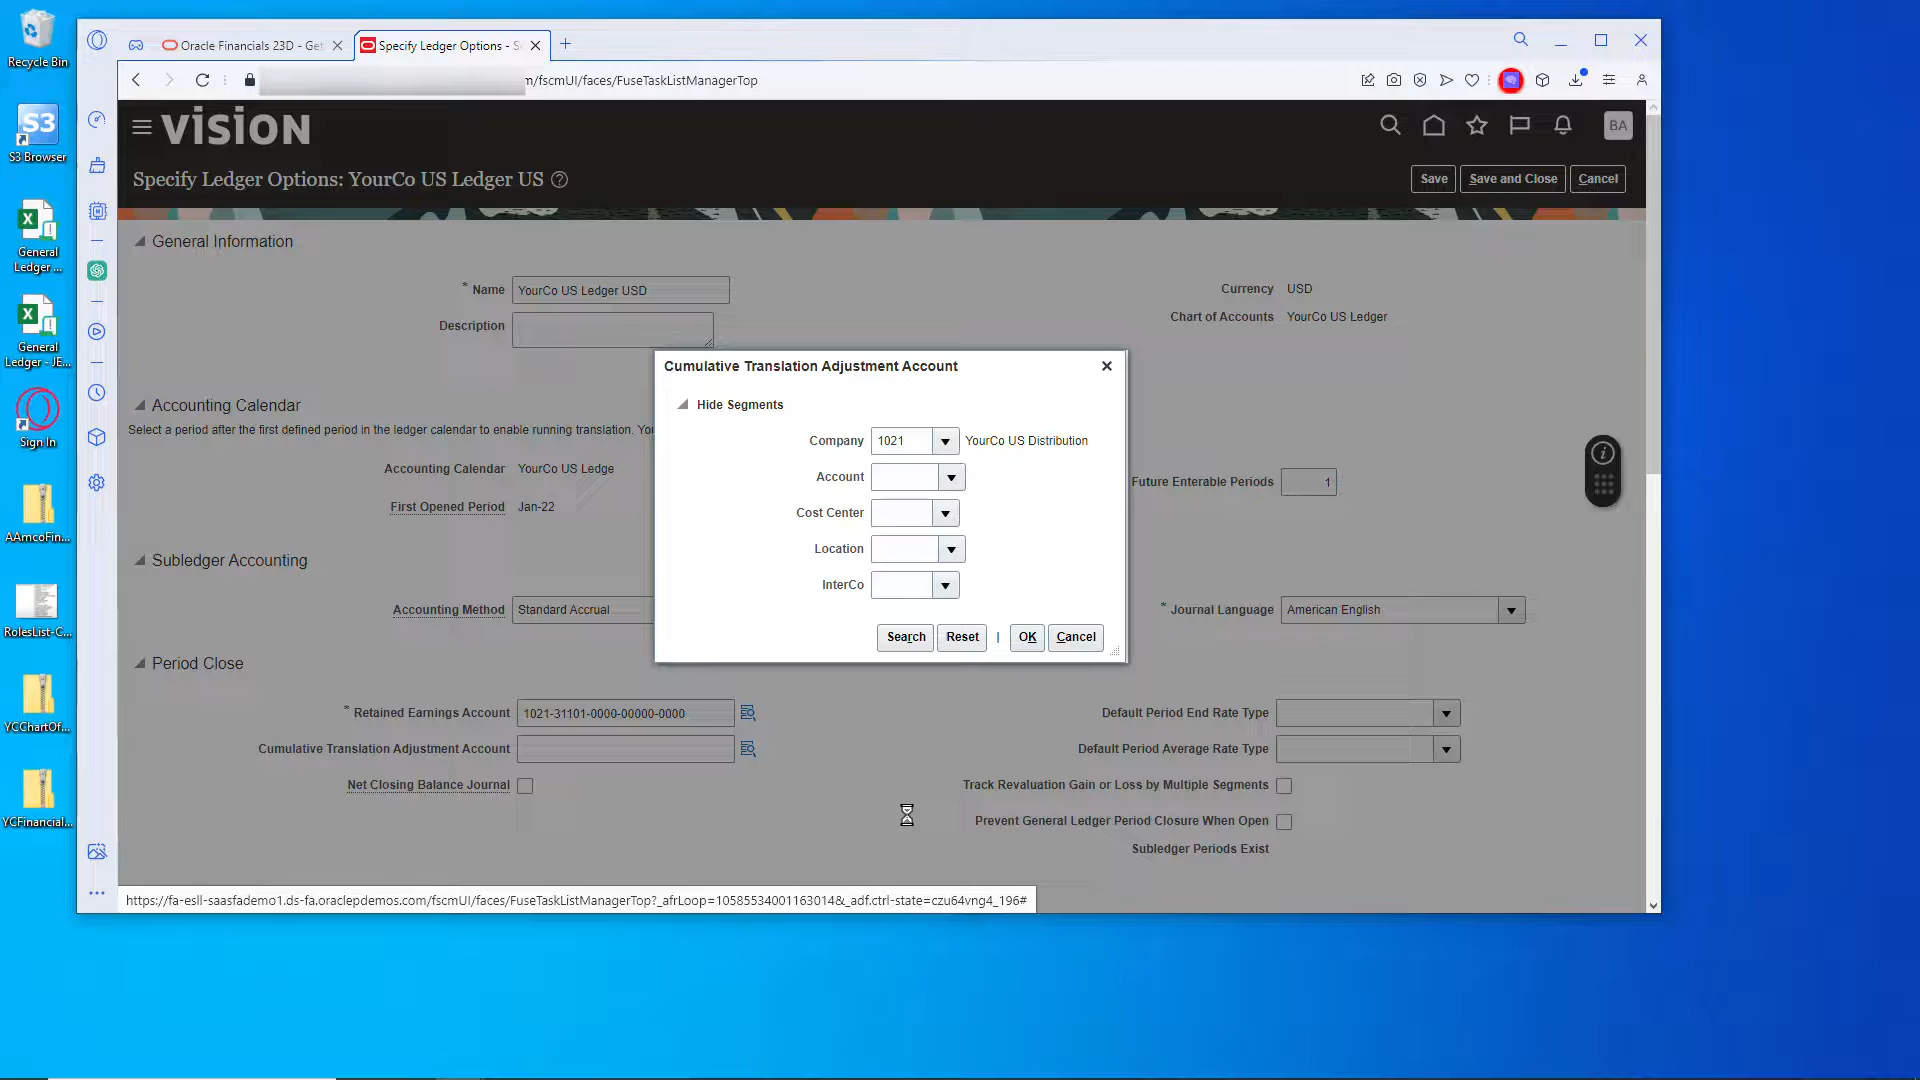 Recycle Bin
S3 Browser
General
Ledger ...
General
Ledger - JE...
Sign In
AAmcoFin...
RolesList-C...
YCChartOf...
YCFinancial...
Oracle Financials 23D - Get
Specify Ledger Options - S
m/fscmUI/faces/FuseTaskListManagerTop
VISION
BA
Specify Ledger Options: YourCo US Ledger US
Save
Save and Close
Cancel
General Information
* Name YourCo US Ledger USD
Description
Currency USD
Chart of Accounts YourCo US Ledger
Accounting Calendar
Select a period after the first defined period in the ledger calendar to enable running translation. Yo
Accounting Calendar YourCo US Ledge
First Opened Period Jan-22
Future Enterable Periods 1
Subledger Accounting
Accounting Method Standard Accrual
* Journal Language American English
Period Close
* Retained Earnings Account 1021-31101-0000-00000-0000
Cumulative Translation Adjustment Account
Net Closing Balance Journal
Default Period End Rate Type
Default Period Average Rate Type
Track Revaluation Gain or Loss by Multiple Segments
Prevent General Ledger Period Closure When Open
Subledger Periods Exist
Cumulative Translation Adjustment Account
Hide Segments
Company 1021 YourCo US Distribution
Account
Cost Center
Location
InterCo
Search
Reset
OK
Cancel
https://fa-esll-saasfademo1.ds-fa.oraclepdemos.com/fscmUI/faces/FuseTaskListManagerTop?_afrLoop=10585534001163014&_adf.ctrl-state=czu64vng4_196#